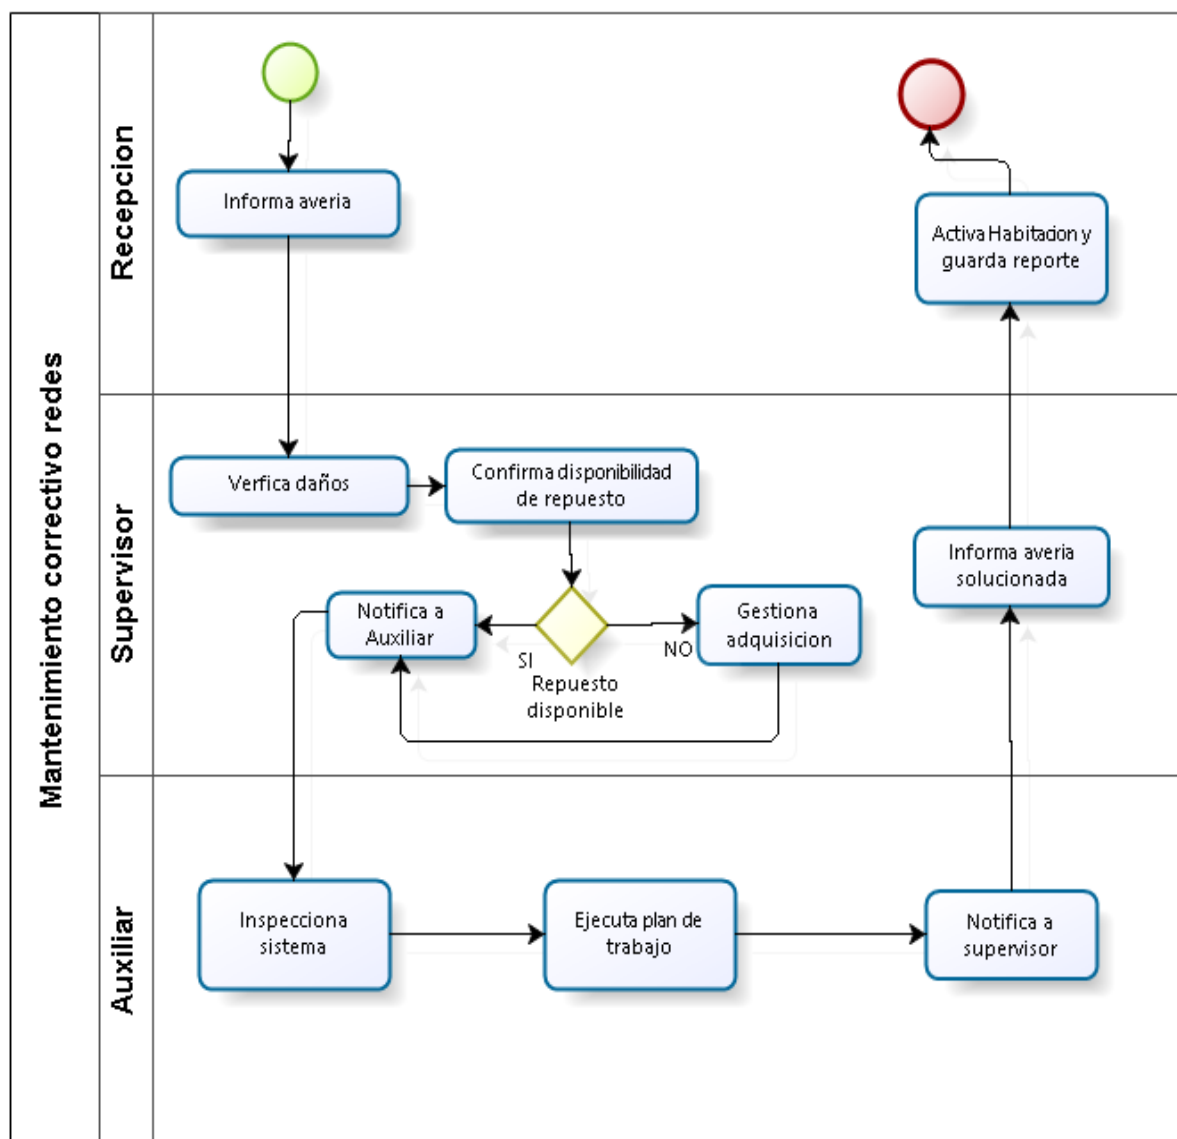 Mantenimiento correctivo redes
Recepcion
Informa averia
Activa Habitacion y
guarda reporte
Supervisor
Verfica daños
Confirma disponibilidad
de repuesto
Notifica a
Auxiliar
SI
Repuesto
disponible
NO
Gestiona
adquisicion
Informa averia
solucionada
Auxiliar
Inspecciona
sistema
Ejecuta plan de
trabajo
Notifica a
supervisor